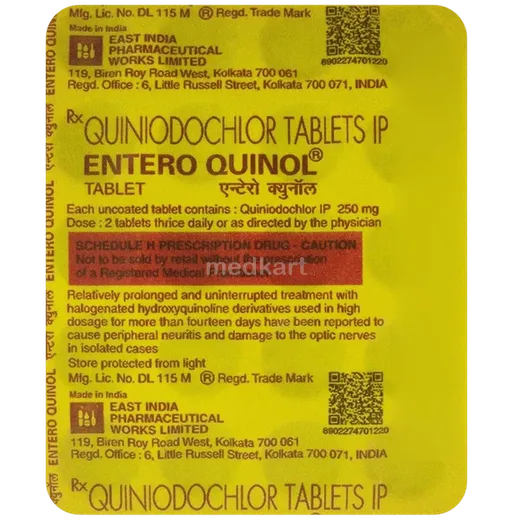 Mfg. Lic. No. DL 115 M ® Regd. Trade Mark
Made in India
EAST INDIA
PHARMACEUTICAL
WORKS LIMITED
8902274701220
119, Biren Roy Road West, Kolkata 700 061
Regd. Office : 6, Little Russell Street, Kolkata 700 071, INDIA
Rx QUINIODOCHLOR TABLETS IP
ENTERO QUINOL®
TABLET एन्टेरो क्युनॉल
Each uncoated tablet contains : Quiniodochlor IP 250 mg
Dose : 2 tablets thrice daily or as directed by the physician
SCHEDULE H PRESCRIPTION DRUG - CAUTION
Not to be sold by retail without the prescription
of a Registered Medical
medkart
Relatively prolonged and uninterrupted treatment with
halogenated hydroxyquinoline derivatives used in high
dosage for more than fourteen days have been reported to
cause peripheral neuritis and damage to the optic nerves
in isolated cases
Store protected from light
Mfg. Lic. No. DL 115 M ® Regd. Trade Mark
Made in India
EAST INDIA
PHARMACEUTICAL
WORKS LIMITED
8902274701220
119, Biren Roy Road West, Kolkata 700 061
Regd. Office : 6, Little Russell Street, Kolkata 700 071, INDIA
Rx QUINIODOCHLOR TABLETS IP
ENTERO QUINOL
एन्टेरो क्युनॉल
ENTERO QUINOL
एन्टेरो क्युनॉल
ENTERO QUINOL
क्युनॉल